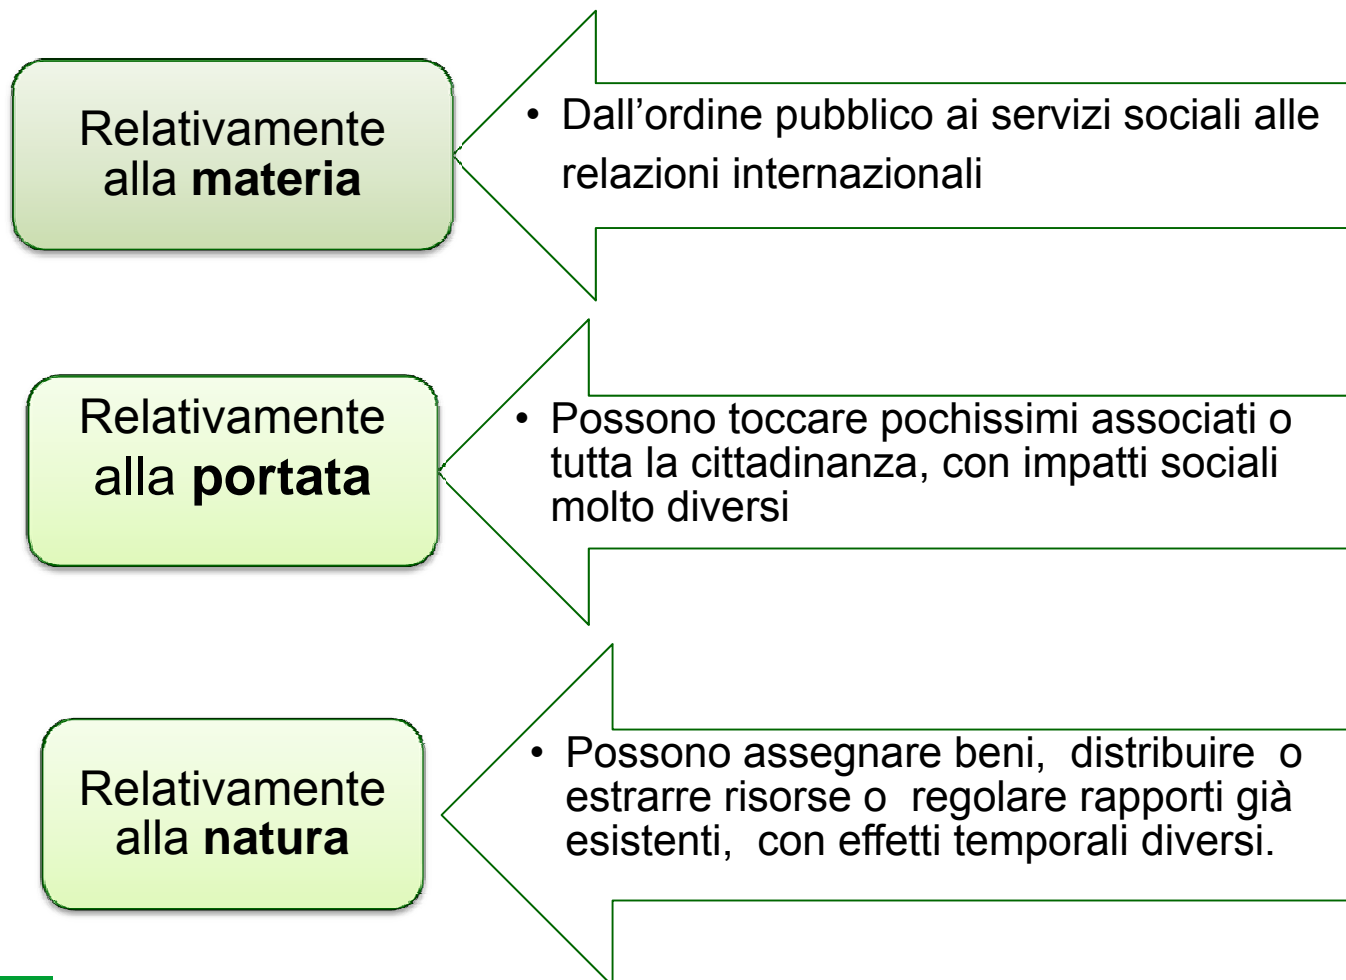 Relativamente
alla materia
• Dall’ordine pubblico ai servizi sociali alle
relazioni internazionali
Relativamente
alla portata
• Possono toccare pochissimi associati o
tutta la cittadinanza, con impatti sociali
molto diversi
Relativamente
alla natura
• Possono assegnare beni, distribuire o
estrarre risorse o regolare rapporti già
esistenti, con effetti temporali diversi.